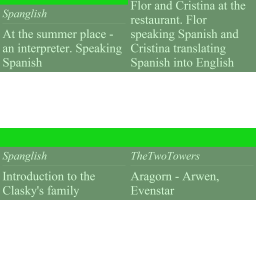 Spanglish
At the summer place -
an interpreter. Speaking
Spanish
Flor and Cristina at the
restaurant. Flor
speaking Spanish and
Cristina translating
Spanish into English
Spanglish
Introduction to the
Clasky's family
TheTwoTowers
Aragorn - Arwen,
Evenstar